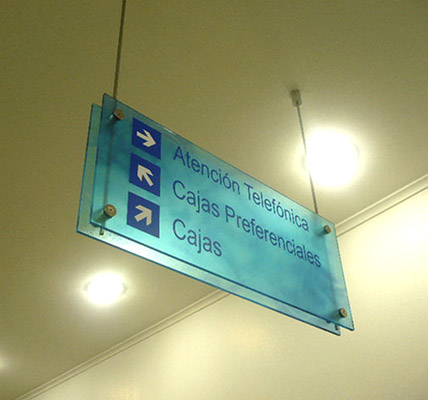 Atención Telefónica
Cajas Preferenciales
Cajas